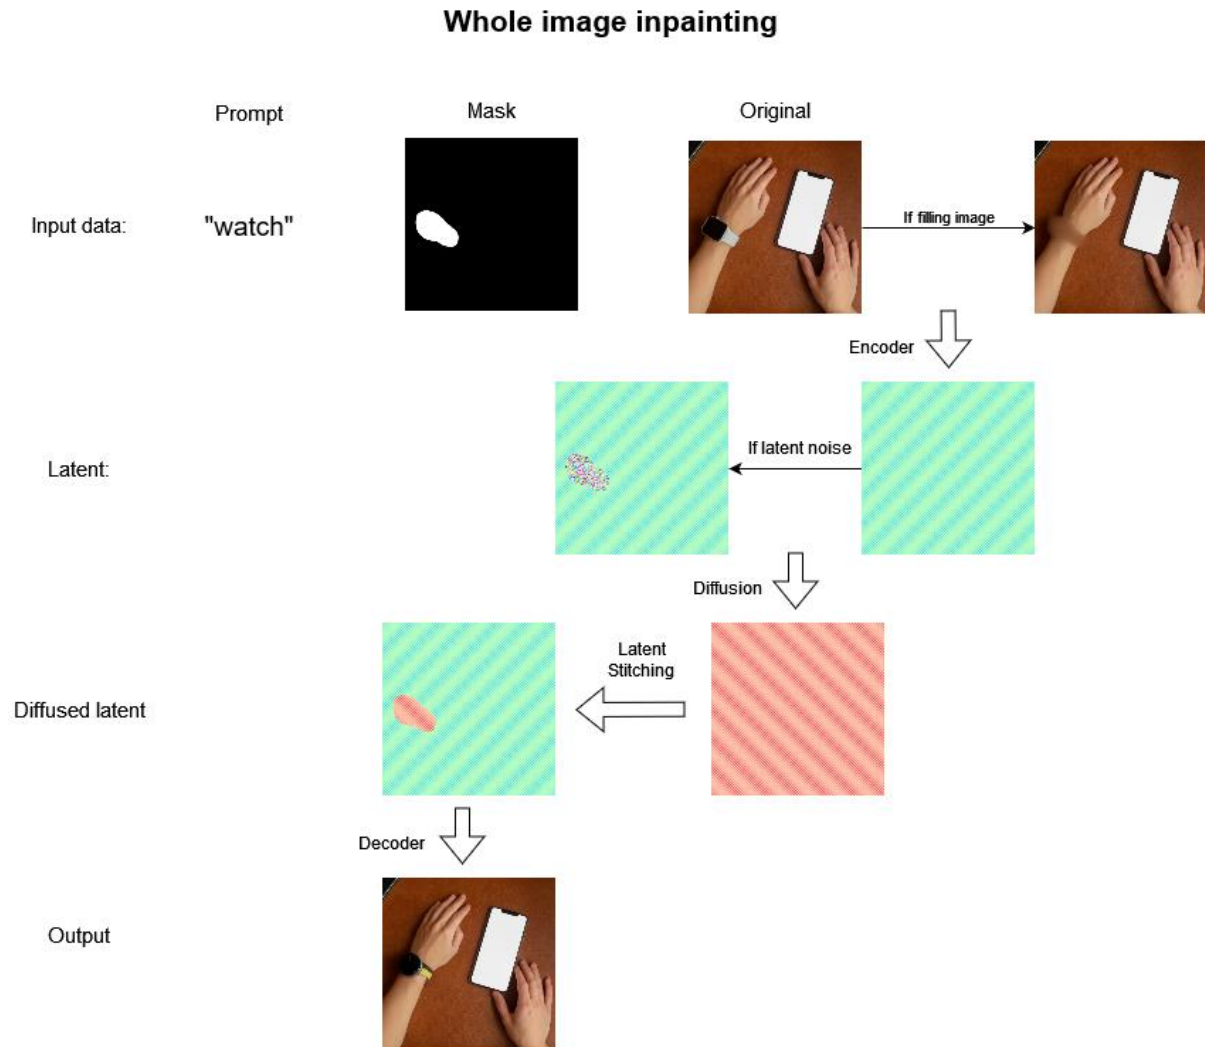 Whole image inpainting
Prompt
Mask
Original
Input data:
"watch"
If filling image
Encoder
Latent:
If latent noise
Diffusion
Latent
Stitching
Diffused latent
Decoder
Output